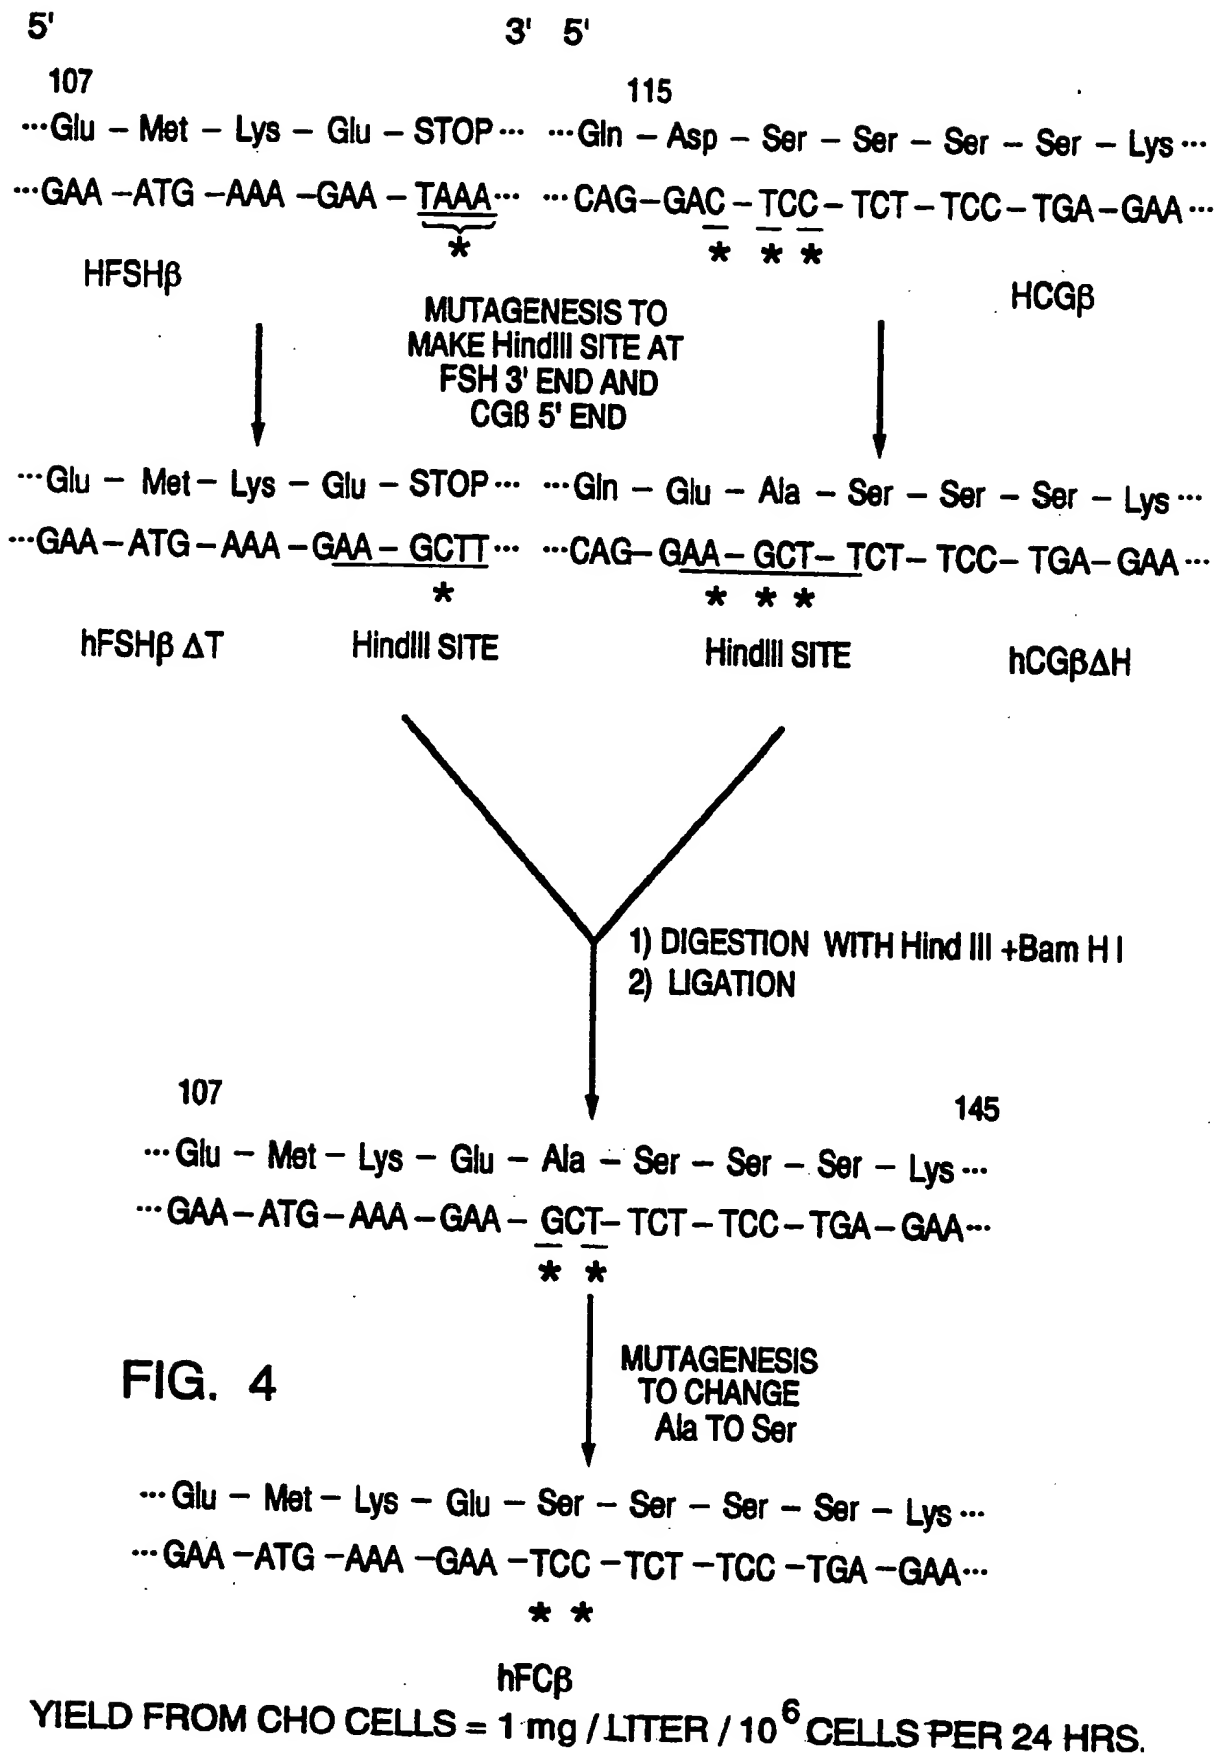 5' 3' 5'
107 115
···Glu – Met – Lys – Glu – STOP··· ···Gln – Asp – Ser – Ser – Ser – Ser – Lys···
···GAA –ATG –AAA –GAA – TAAA··· ···CAG–GAC – TCC – TCT – TCC – TGA –GAA···
* * * *
HFSHβ HCGβ
MUTAGENESIS TO
MAKE HindIII SITE AT
FSH 3' END AND
CGβ 5' END
···Glu – Met – Lys – Glu – STOP··· ···Gln – Glu – Ala – Ser – Ser – Ser – Lys···
···GAA–ATG–AAA –GAA – GCTT··· ···CAG–GAA– GCT– TCT– TCC– TGA–GAA···
* * * *
hFSHβ ΔT HindIII SITE HindIII SITE hCGβΔH
1) DIGESTION WITH Hind III +Bam H I
2) LIGATION
107 145
···Glu – Met – Lys – Glu – Ala – Ser – Ser – Ser – Lys···
···GAA–ATG–AAA –GAA– GCT– TCT–TCC–TGA–GAA···
* *
FIG. 4
MUTAGENESIS
TO CHANGE
Ala TO Ser
···Glu – Met – Lys – Glu – Ser – Ser – Ser – Ser – Lys···
···GAA –ATG –AAA –GAA –TCC –TCT –TCC –TGA –GAA···
* *
hFCβ
YIELD FROM CHO CELLS = 1 mg / LITER / 10⁶ CELLS PER 24 HRS.